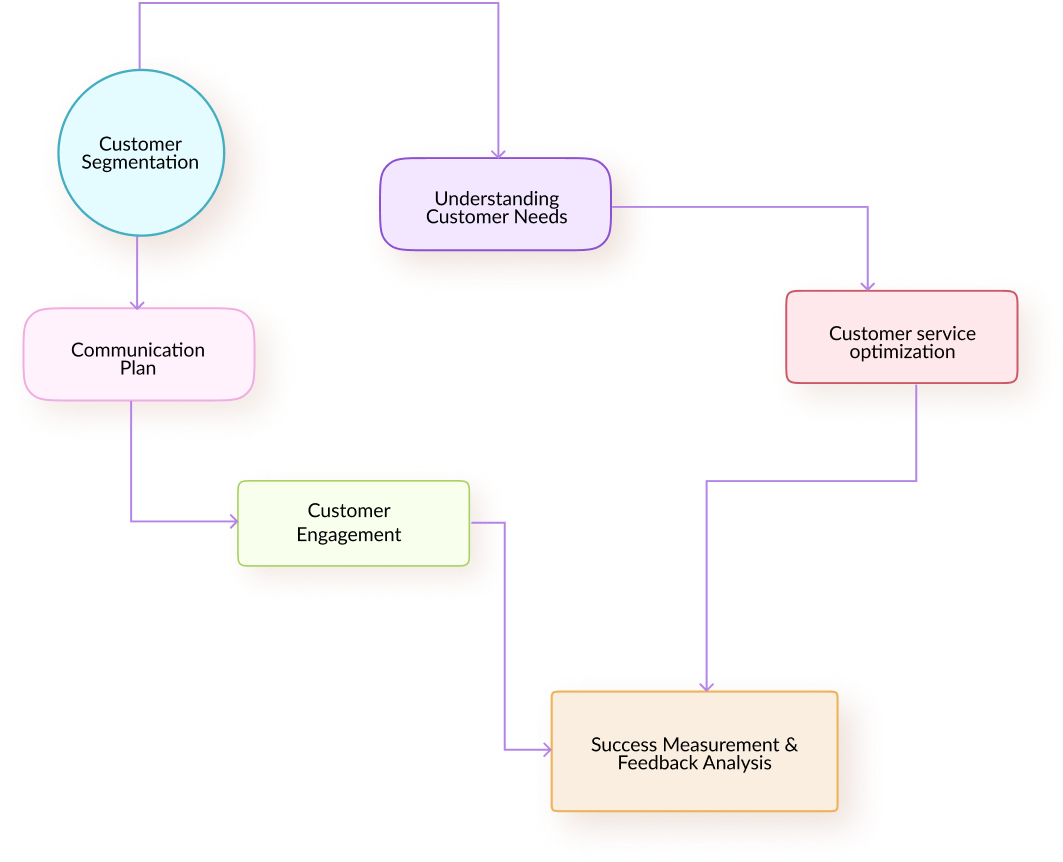 Customer
Segmentation
Understanding
Customer Needs
Communication
Plan
Customer service
optimization
Customer
Engagement
Success Measurement &
Feedback Analysis